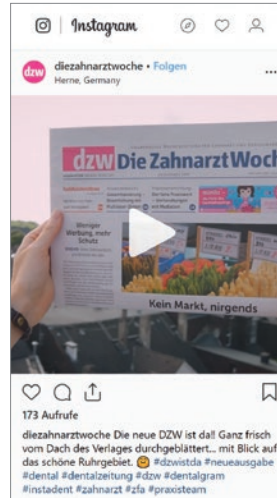 Instagram
dzw
diezahnarztwoche • Folgen
Herne, Germany
dzw Die ZahnarztWoch
Weniger
Werbung, mehr
Schutz
Kein Markt, nirgends
173 Aufrufe
diezahnarztwoche Die neue DZW ist da!! Ganz frisch
vom Dach des Verlages durchgeblättert... mit Blick auf
das schöne Ruhrgebiet. 😊 #dzwistda #neueausgabe
#dental #dentalzeitung #dzw #dentalgram
#instadent #zahnarzt #zfa #praxisteam